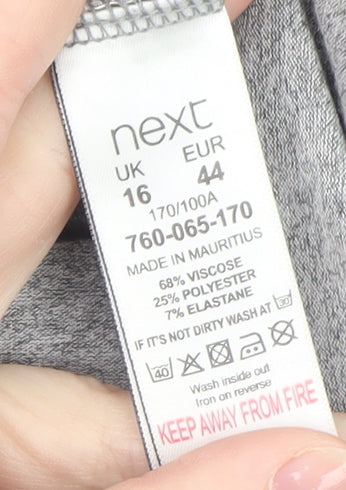 next
UK EUR
16 44
170/100A
760-065-170
MADE IN MAURITIUS
68% VISCOSE
25% POLYESTER
7% ELASTANE
IF IT'S NOT DIRTY WASH AT 30
40
Wash inside out
Iron on reverse
KEEP AWAY FROM FIRE